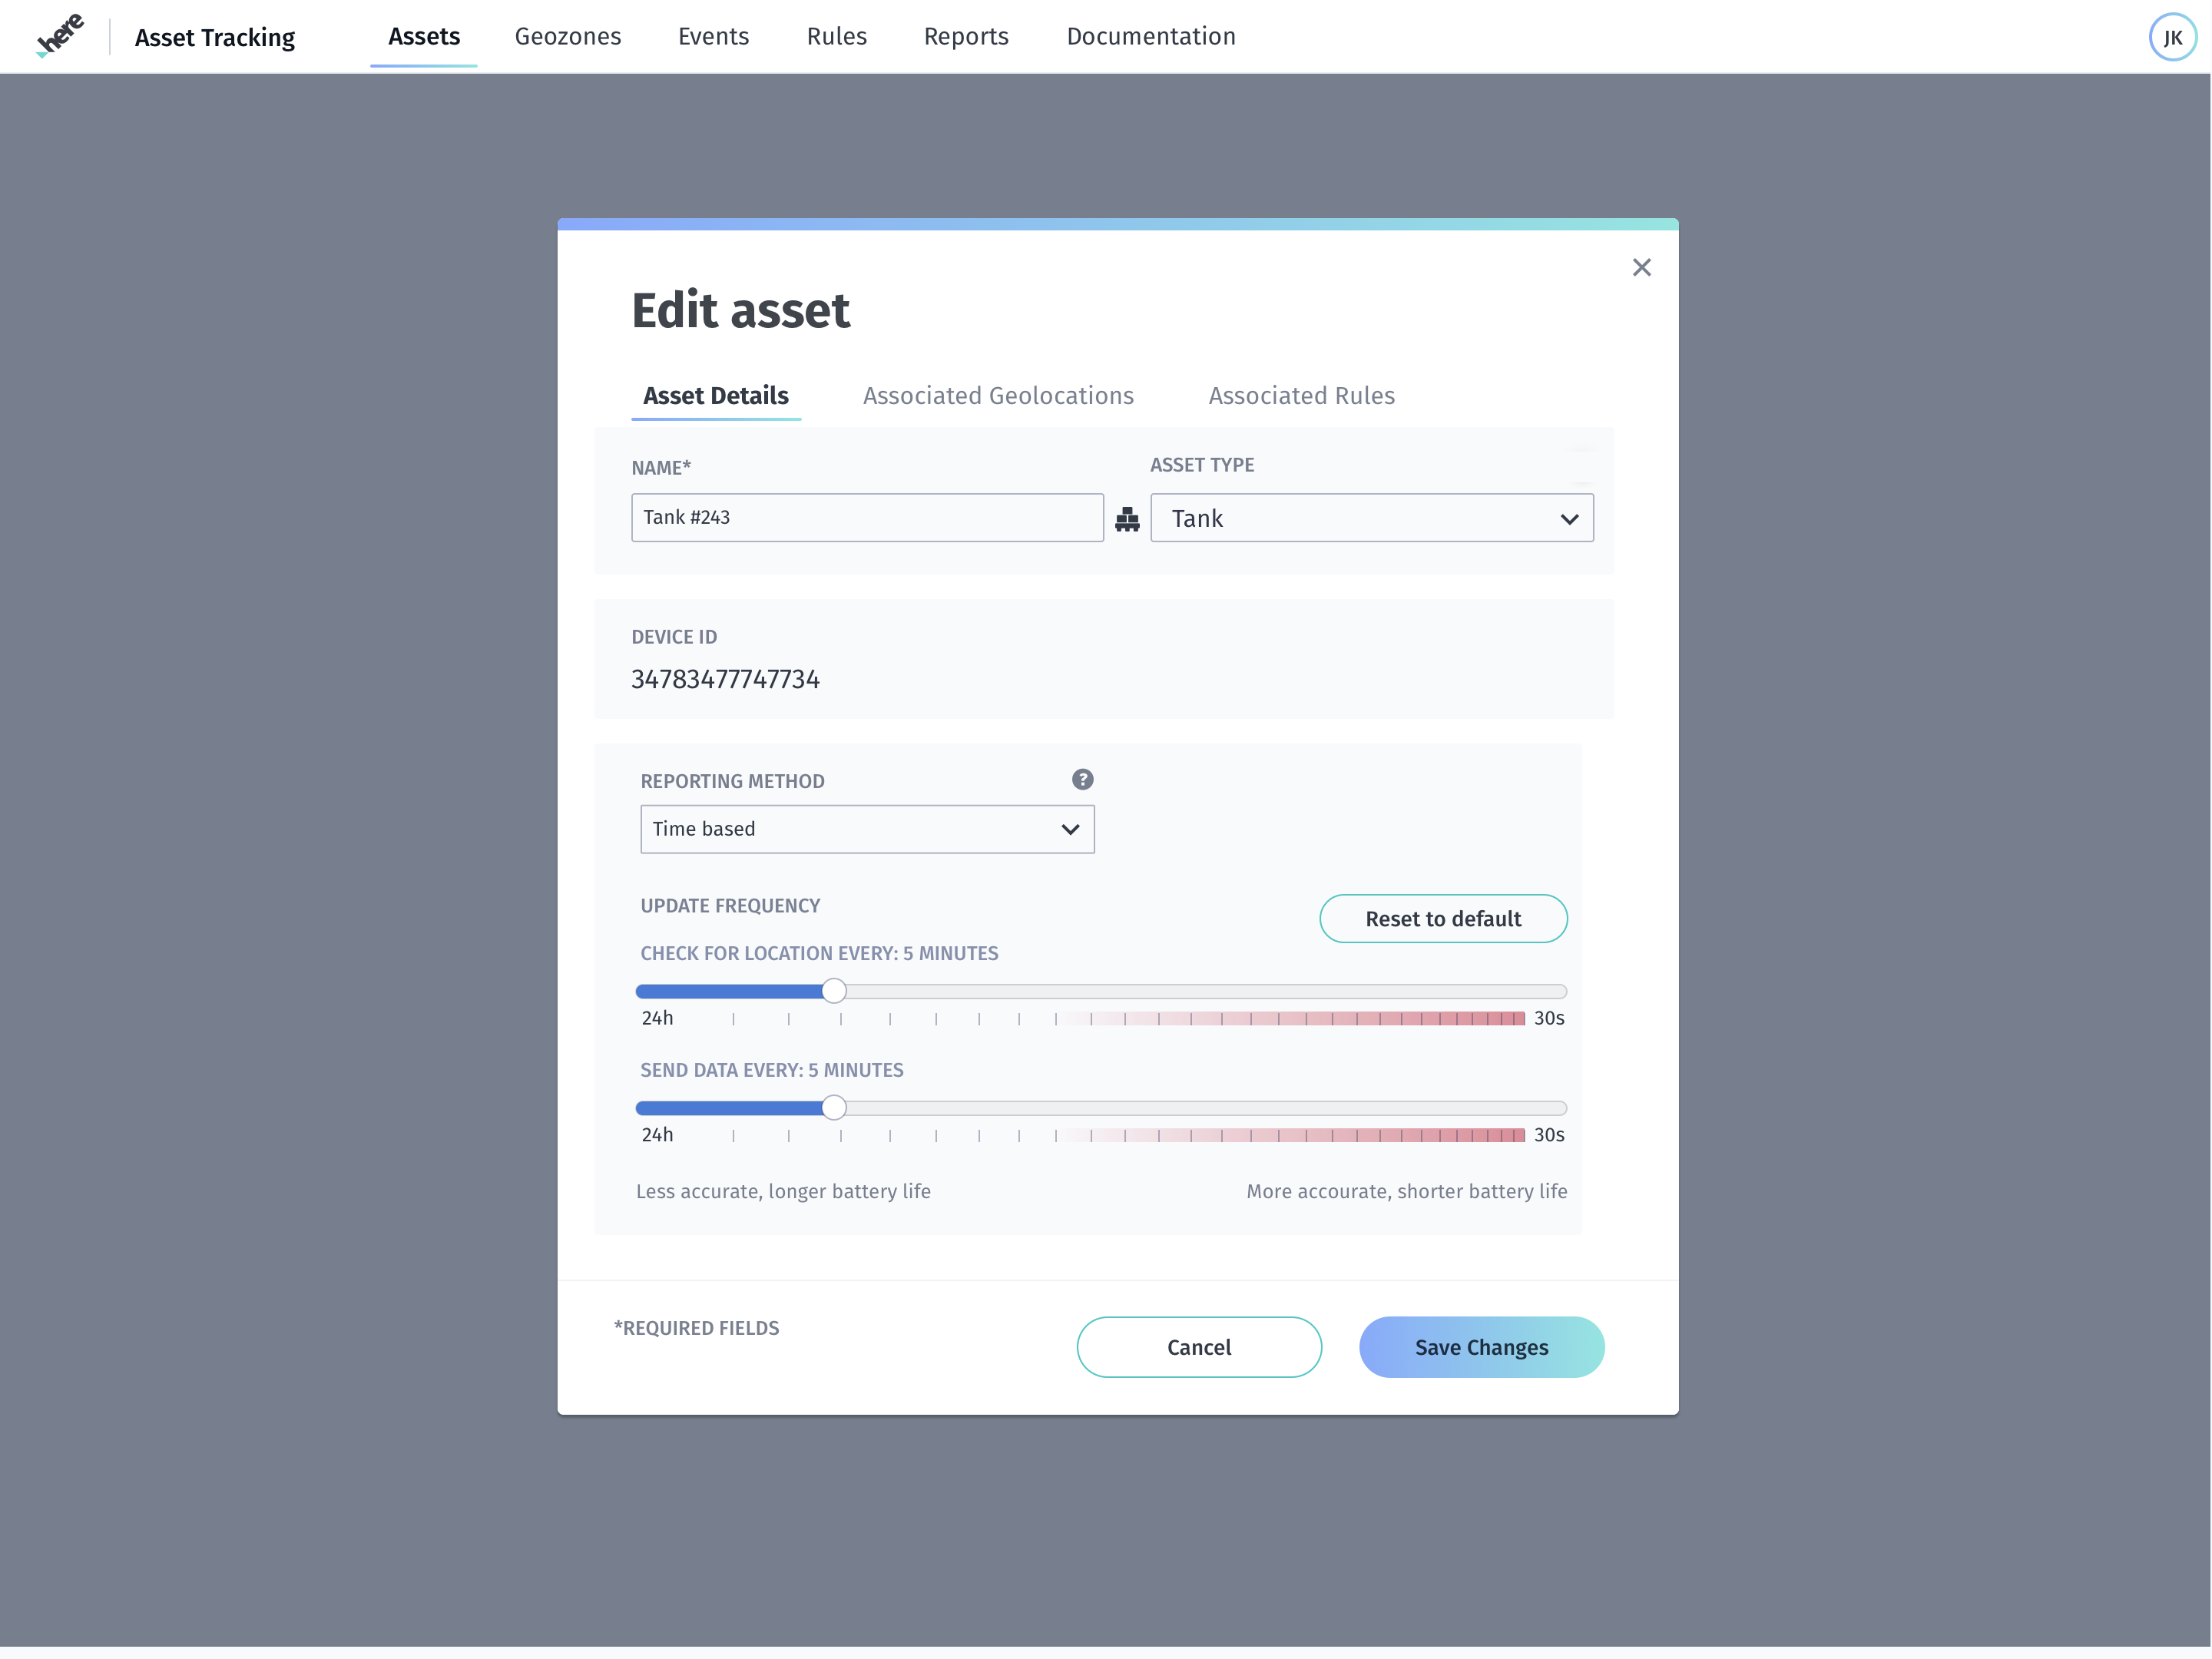 here Asset Tracking Assets Geozones Events Rules Reports Documentation JK
Edit asset
Asset Details Associated Geolocations Associated Rules
NAME* ASSET TYPE
Tank #243 Tank
DEVICE ID
34783477747734
REPORTING METHOD ?
Time based
UPDATE FREQUENCY Reset to default
CHECK FOR LOCATION EVERY: 5 MINUTES
24h 30s
SEND DATA EVERY: 5 MINUTES
24h 30s
Less accurate, longer battery life More accourate, shorter battery life
*REQUIRED FIELDS Cancel Save Changes